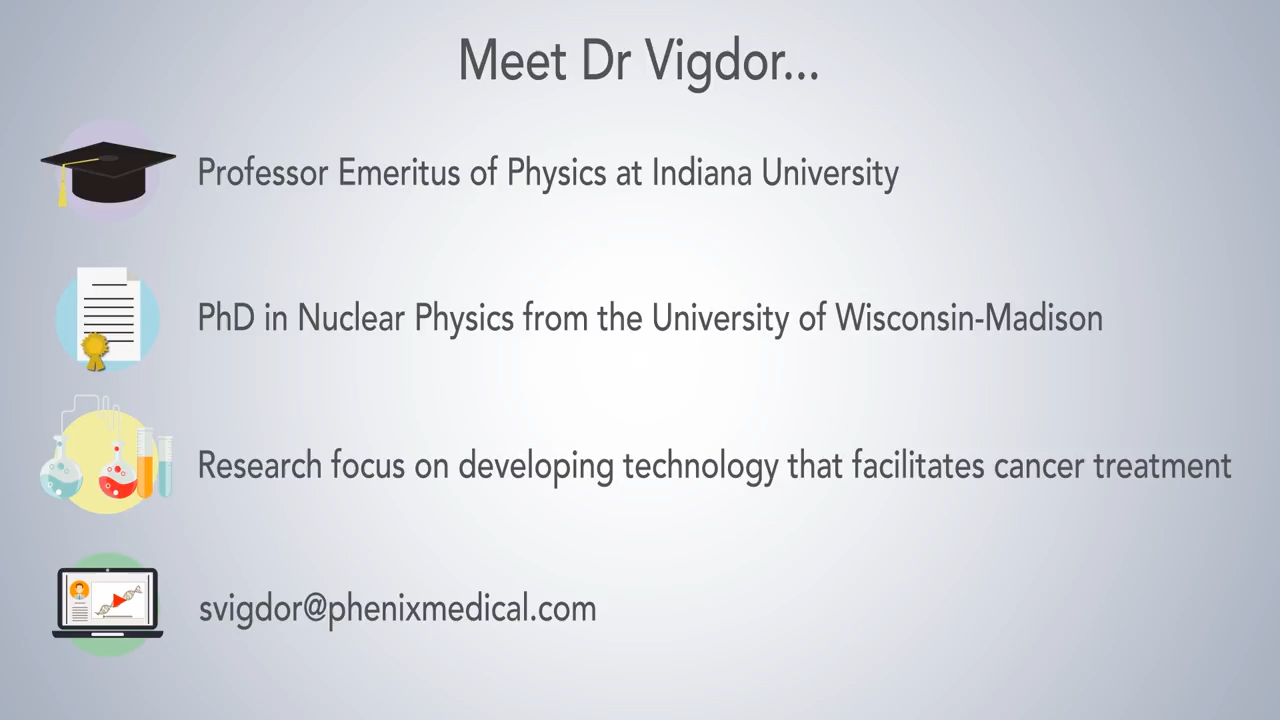 Meet Dr Vigdor...
Professor Emeritus of Physics at Indiana University
PhD in Nuclear Physics from the University of Wisconsin-Madison
Research focus on developing technology that facilitates cancer treatment
svigdor@phenixmedical.com